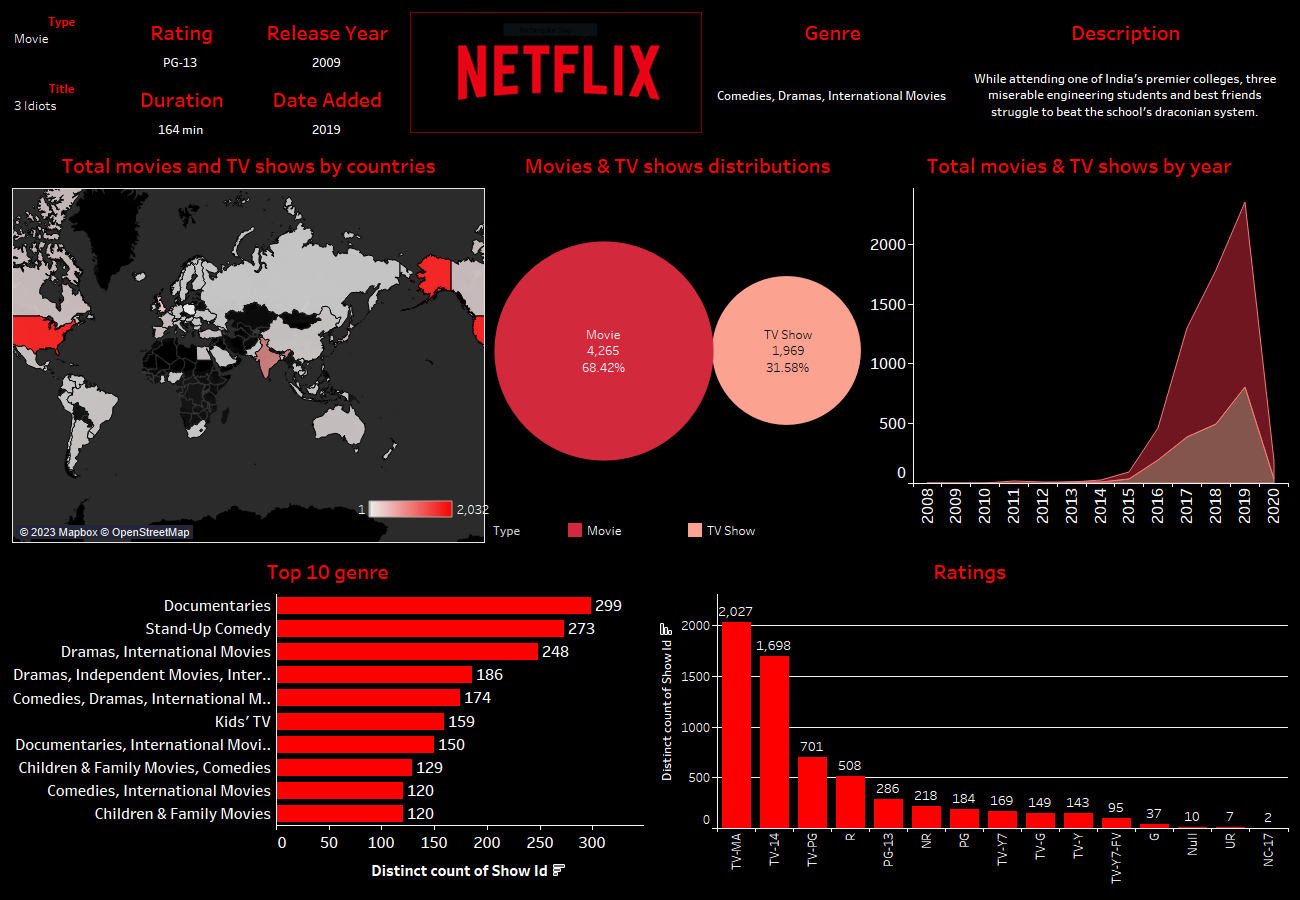 Type
Movie
Title
3 Idiots
Rating
PG-13
Release Year
2009
Duration
164 min
Date Added
2019
NETFLIX
Genre
Comedies, Dramas, International Movies
Description
While attending one of India's premier colleges, three
miserable engineering students and best friends
struggle to beat the school's draconian system.
Total movies and TV shows by countries
1
2,032
© 2023 Mapbox © OpenStreetMap
Movies & TV shows distributions
Movie
4,265
68.42%
TV Show
1,969
31.58%
Type
Movie
TV Show
Total movies & TV shows by year
2000
1500
1000
500
0
2008
2009
2010
2011
2012
2013
2014
2015
2016
2017
2018
2019
2020
Top 10 genre
Documentaries 299
Stand-Up Comedy 273
Dramas, International Movies 248
Dramas, Independent Movies, Inter.. 186
Comedies, Dramas, International M.. 174
Kids' TV 159
Documentaries, International Movi.. 150
Children & Family Movies, Comedies 129
Comedies, International Movies 120
Children & Family Movies 120
0 50 100 150 200 250 300
Distinct count of Show Id
Ratings
Distinct count of Show Id
2000
1500
1000
500
0
2,027
1,698
701
508
286
218
184
169
149
143
95
37
10
7
2
TV-MA
TV-14
TV-PG
R
PG-13
NR
PG
TV-Y7
TV-G
TV-Y
TV-Y7-FV
G
Null
UR
NC-17